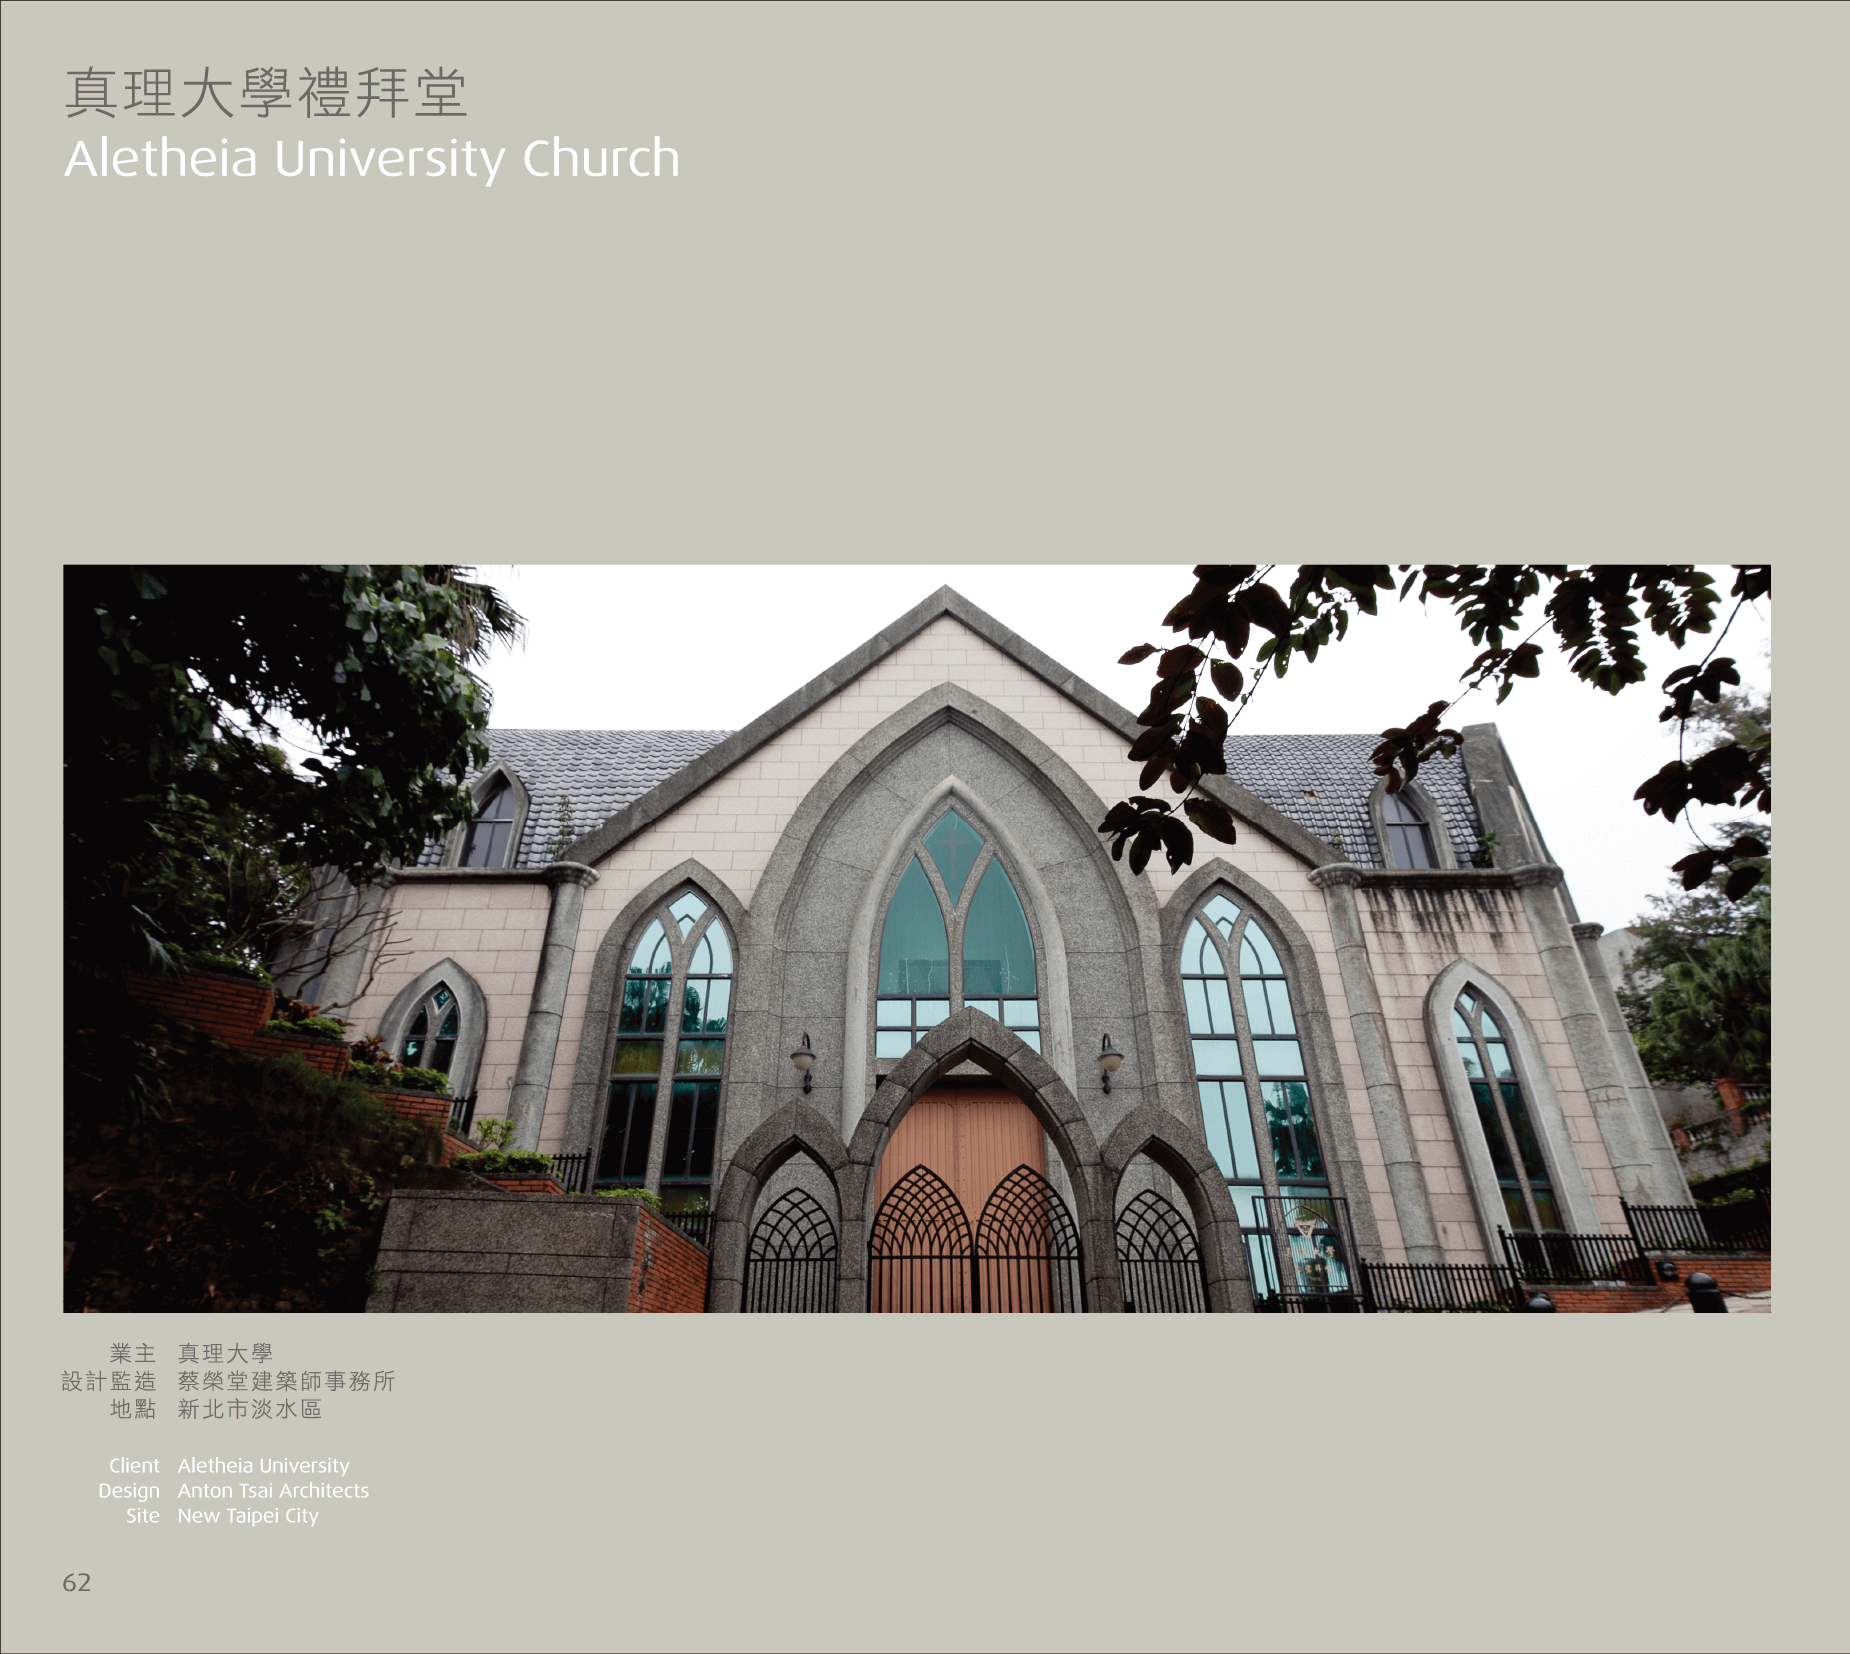 真理大學禮拜堂
Aletheia University Church
業主 真理大學
設計監造 蔡榮堂建築師事務所
地點 新北市淡水區
Client Aletheia University
Design Anton Tsai Architects
Site New Taipei City
62